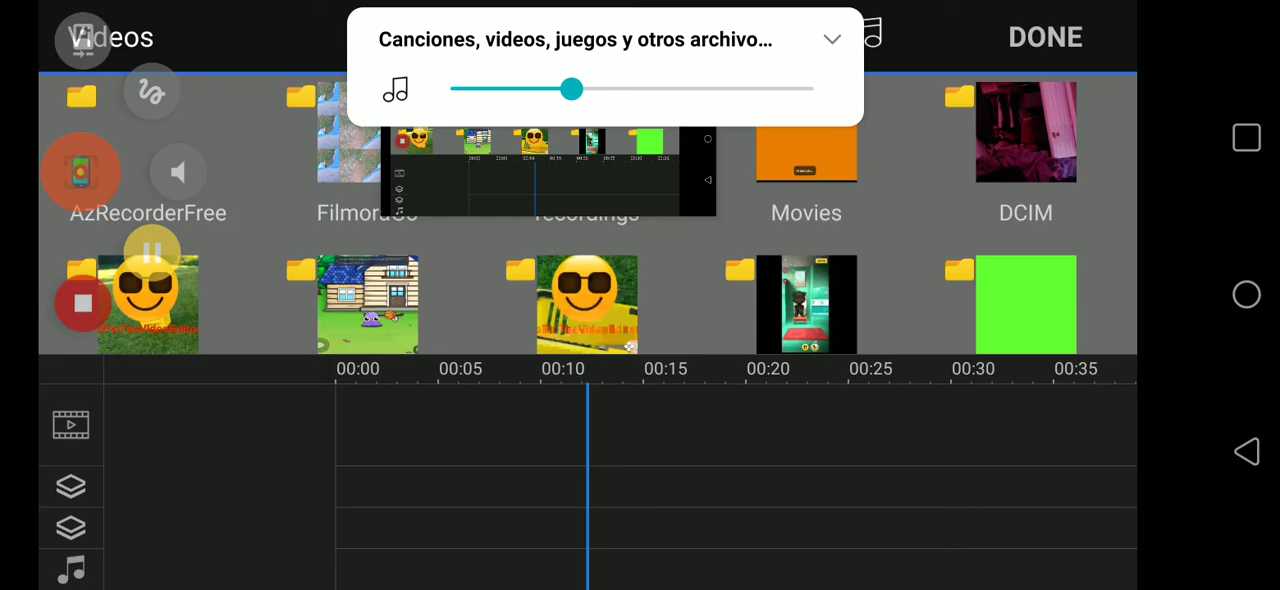 Videos
Canciones, videos, juegos y otros archivo...
DONE
AzRecorderFree
recordings
Movies
DCIM
00:00 00:05 00:10 00:15 00:20 00:25 00:30 00:35